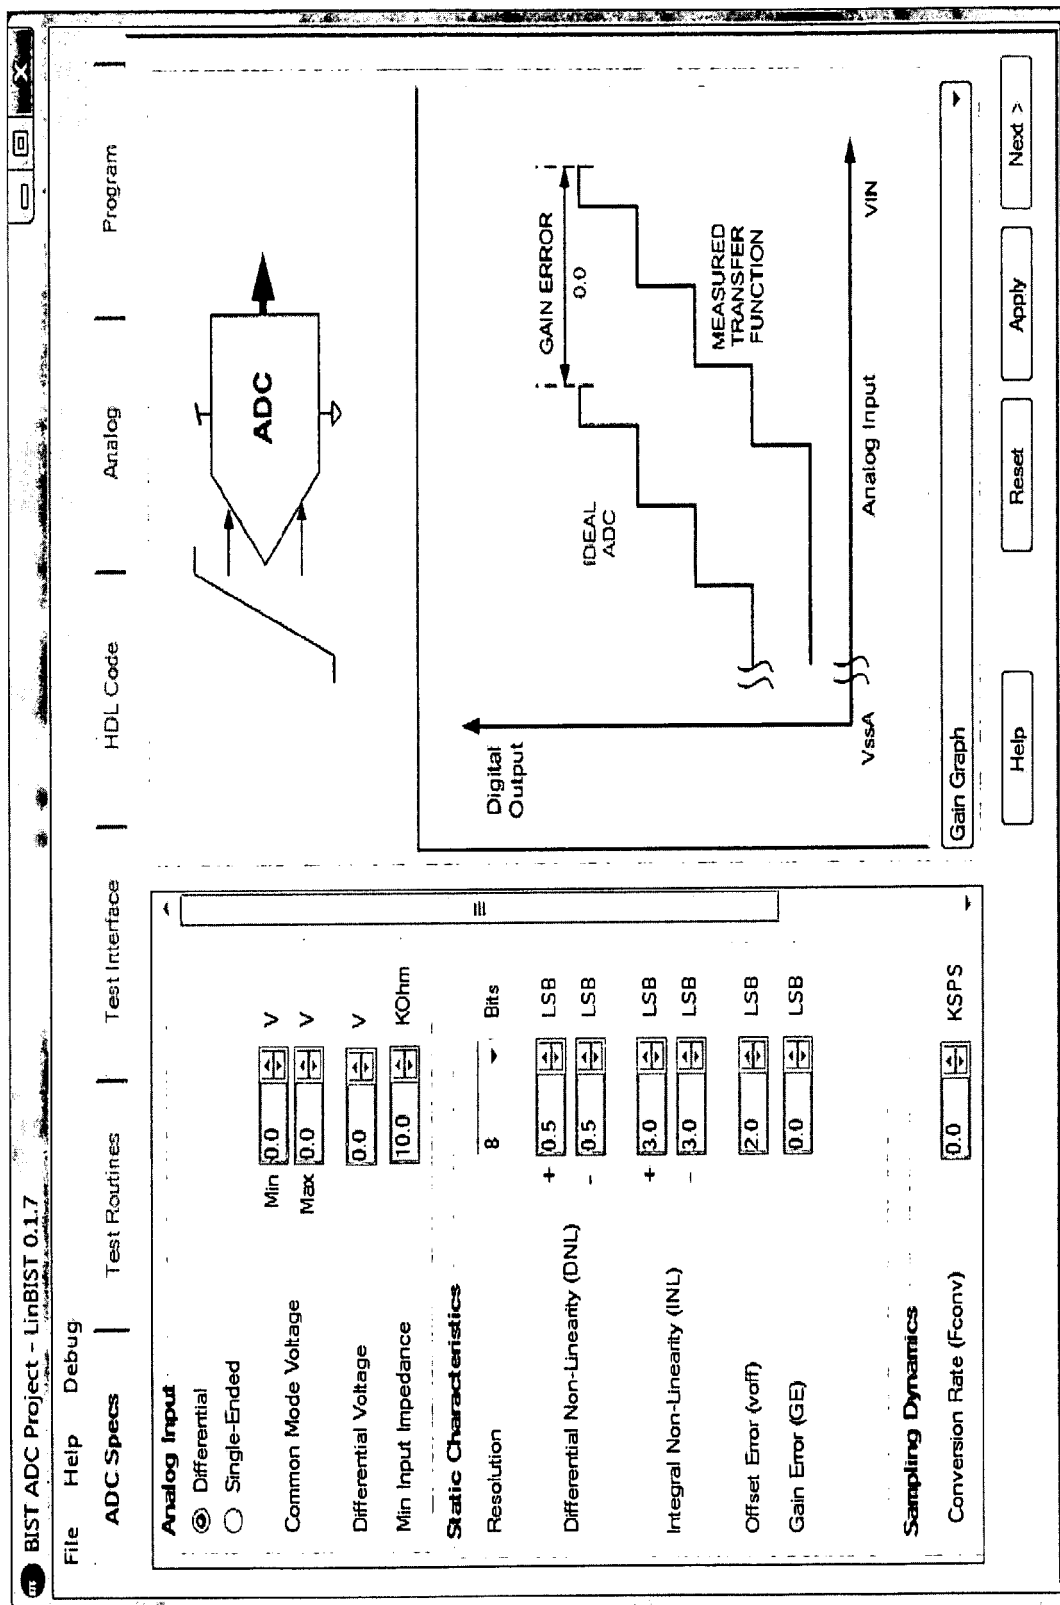 BIST ADC Project - LinBIST 0.1.7
File Help Debug
ADC Specs Test Routines Test Interface HDL Code Analog Program
Analog Input
Differential
Single-Ended
Common Mode Voltage Min 0.0 V
Max 0.0 V
Differential Voltage 0.0 V
Min Input Impedance 10.0 KOhm
Static Characteristics
Resolution 8 Bits
Differential Non-Linearity (DNL) + 0.5 LSB
- 0.5 LSB
Integral Non-Linearity (INL) + 3.0 LSB
- 3.0 LSB
Offset Error (voff) 2.0 LSB
Gain Error (GE) 0.0 LSB
Sampling Dynamics
Conversion Rate (Fconv) 0.0 KSPS
ADC
Digital
Output
GAIN ERROR
0.0
IDEAL
ADC
MEASURED
TRANSFER
FUNCTION
VssA
Analog Input
VIN
Gain Graph
Help Reset Apply Next >